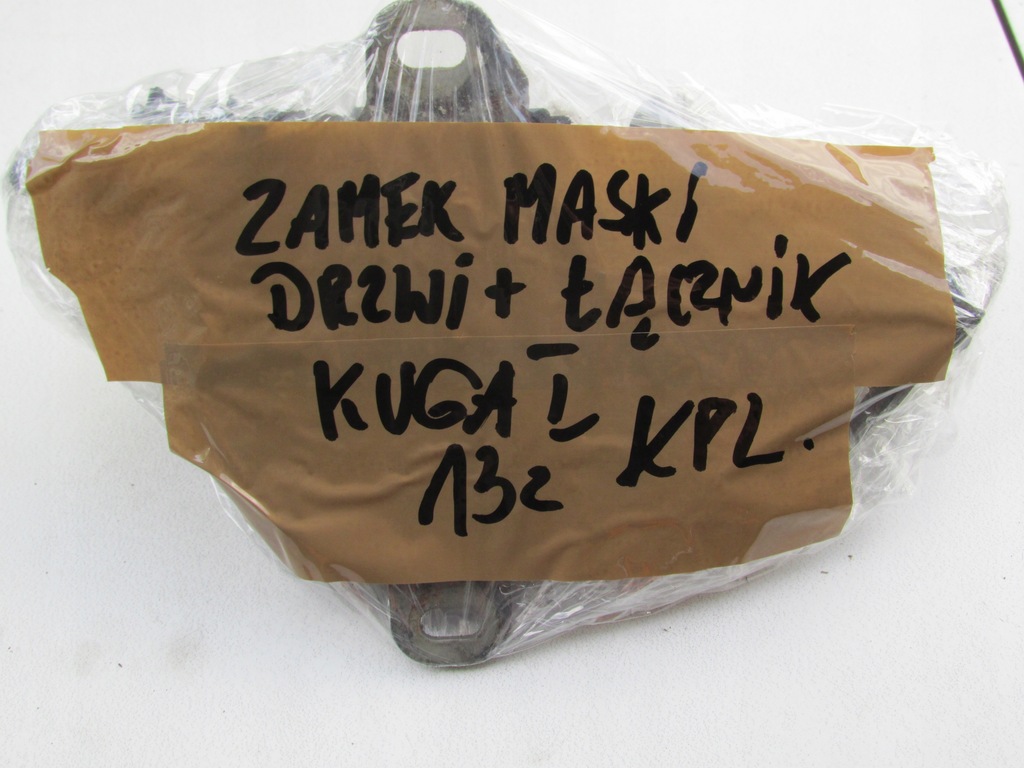 ZAMEK MASKI
DRZWI + ŁĄCZNIK
KUGA I KPL.
13r